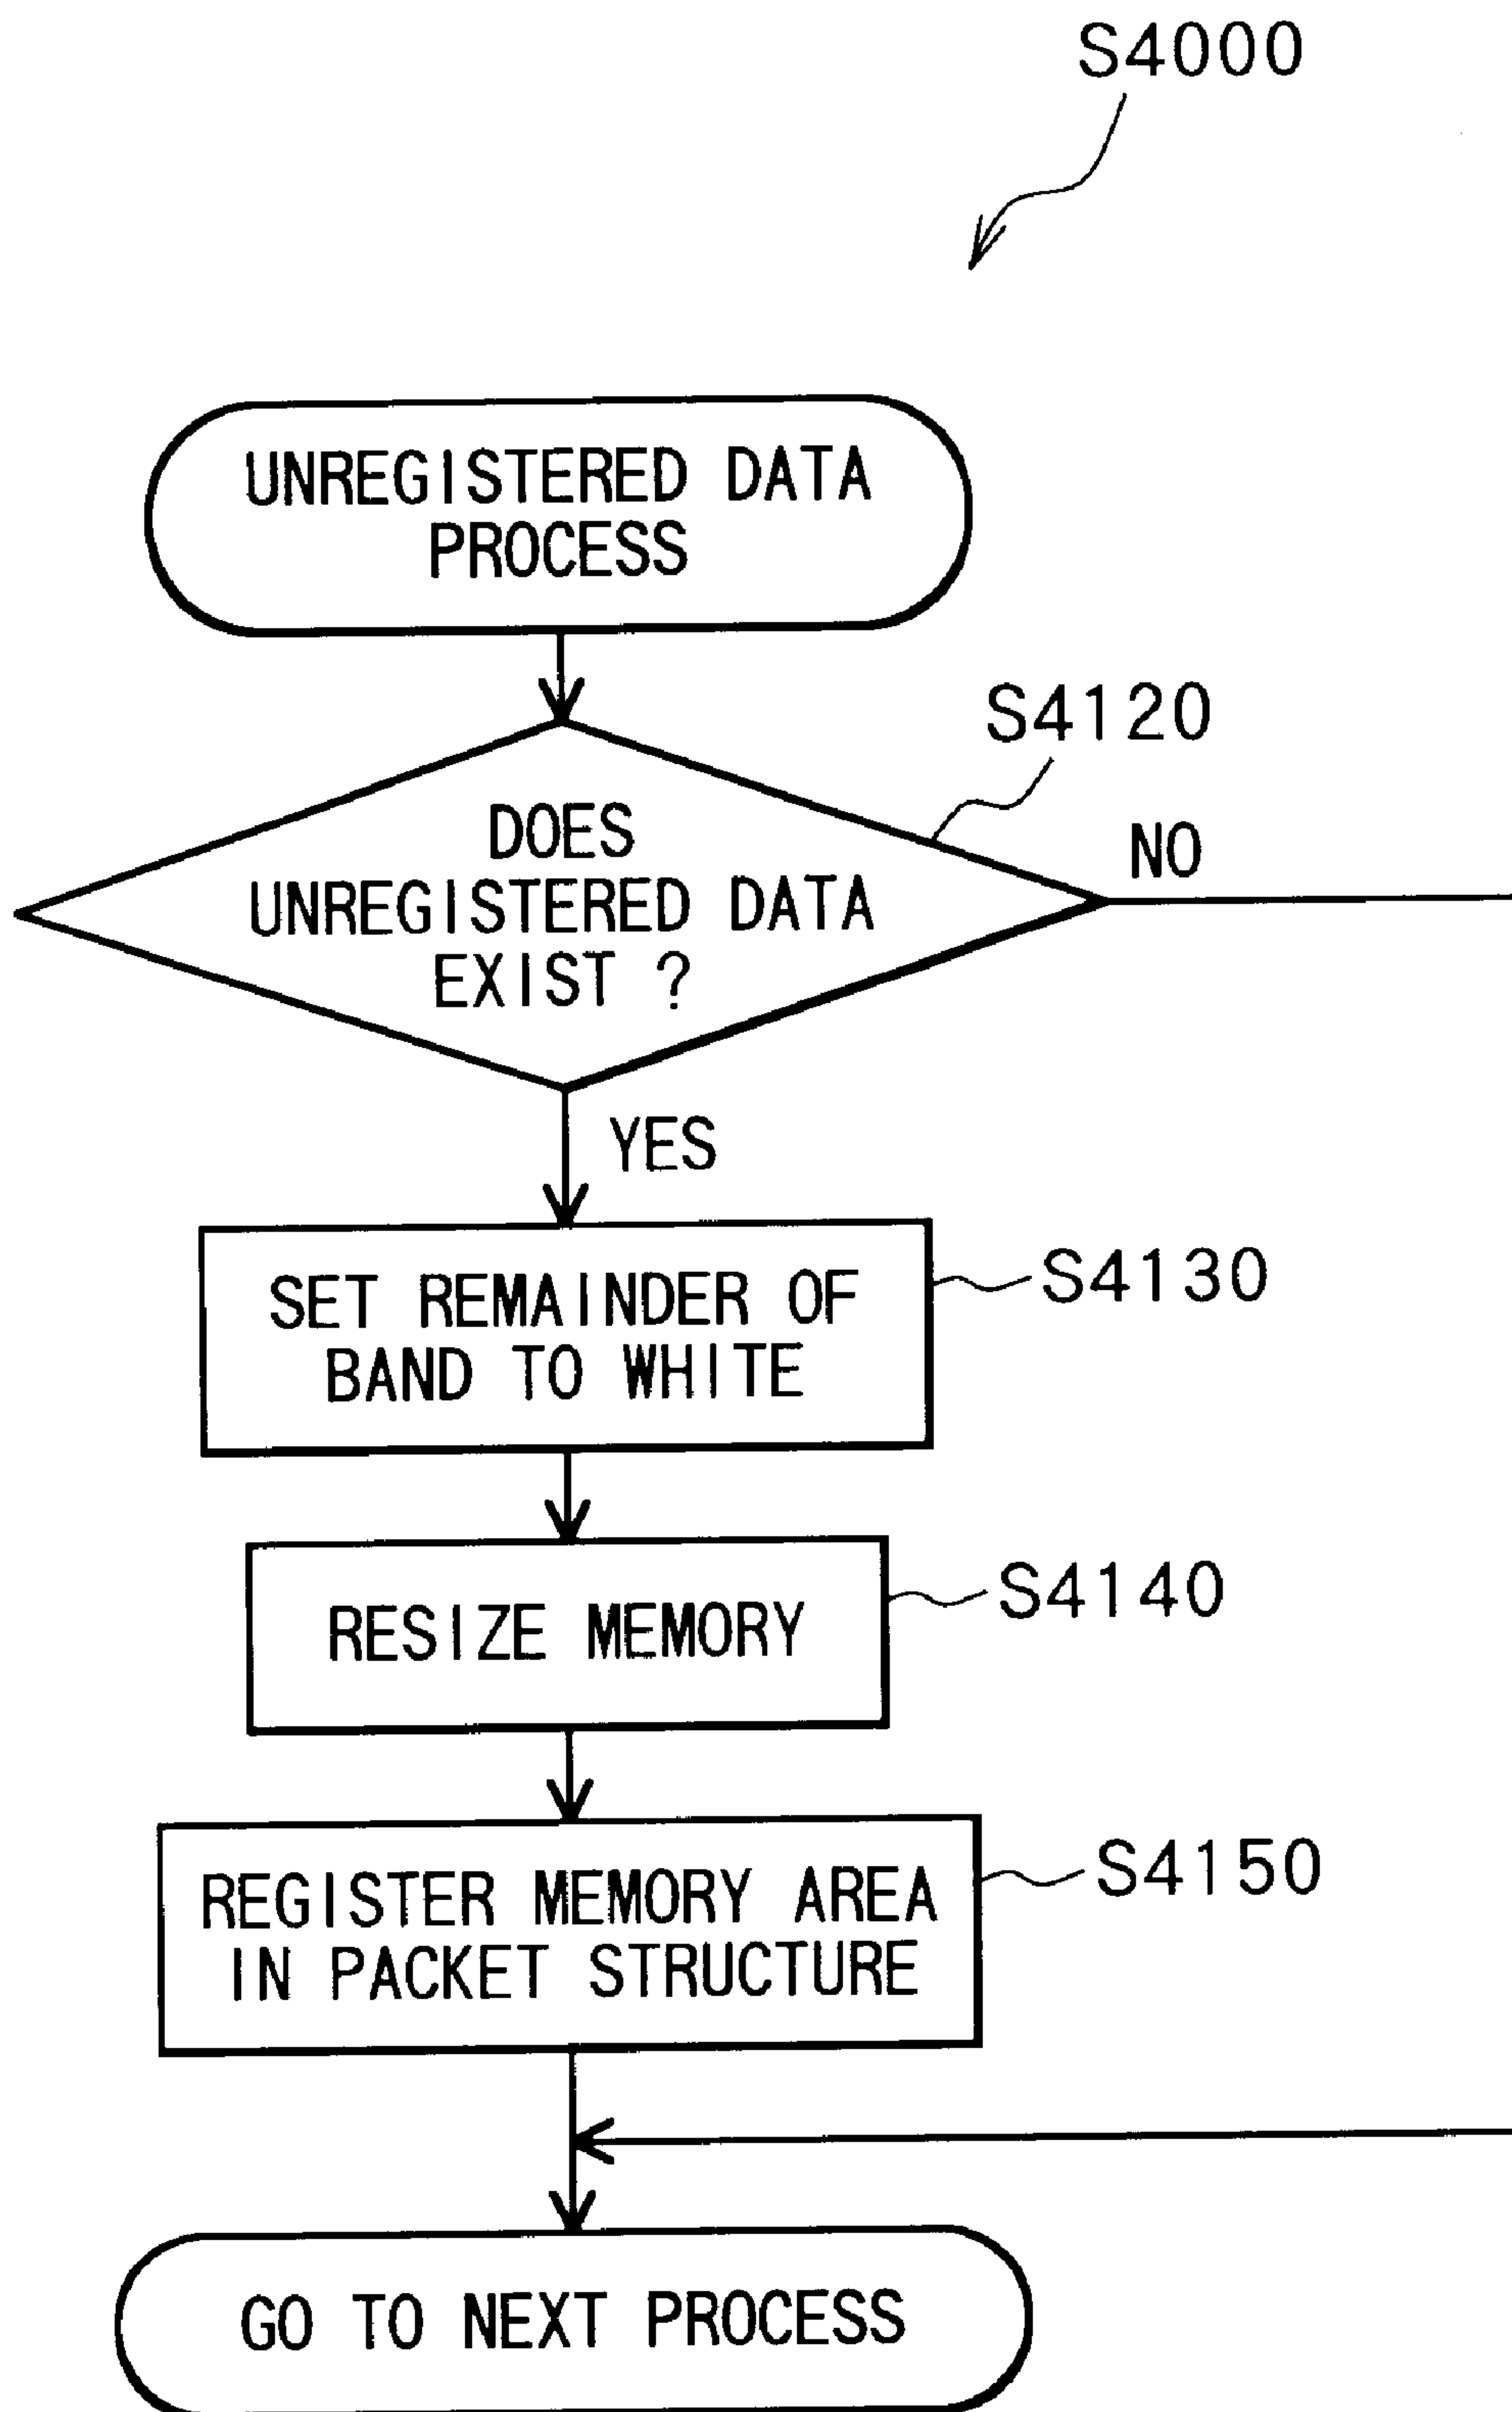 S4000
UNREGISTERED DATA
PROCESS
S4120
DOES
UNREGISTERED DATA
EXIST ?
NO
YES
SET REMAINDER OF
BAND TO WHITE
S4130
RESIZE MEMORY
S4140
REGISTER MEMORY AREA
IN PACKET STRUCTURE
S4150
GO TO NEXT PROCESS